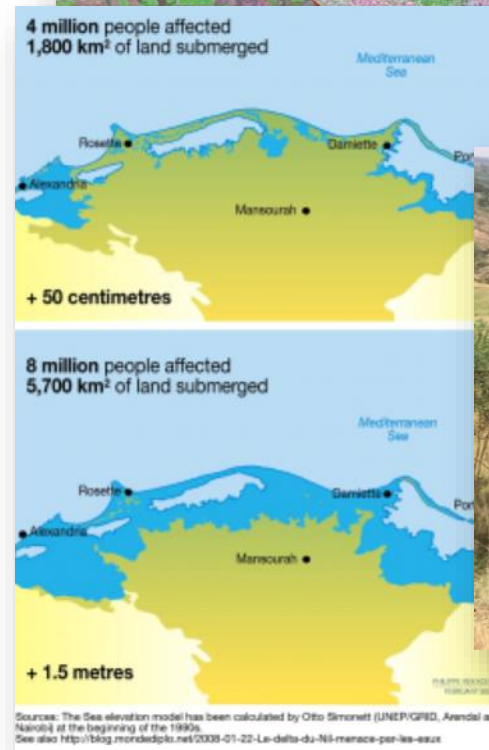 4 million people affected
1,800 km² of land submerged
Mediterranean
Sea
Rosette
Damiette
Por
Alexandria
Mansourah
+ 50 centimetres
8 million people affected
5,700 km² of land submerged
Mediterranean
Sea
Rosette
Damiette
Por
Alexandria
Mansourah
+ 1.5 metres
FEBRUARY
Sources: The Sea elevation model has been calculated by Otto Simonett (UNEP/GRID, Arendal a
Nairobi) at the beginning of the 1990s.
See also http://blog.mondediplo.net/2008-01-22-Le-delta-du-Nil-menace-par-les-eaux